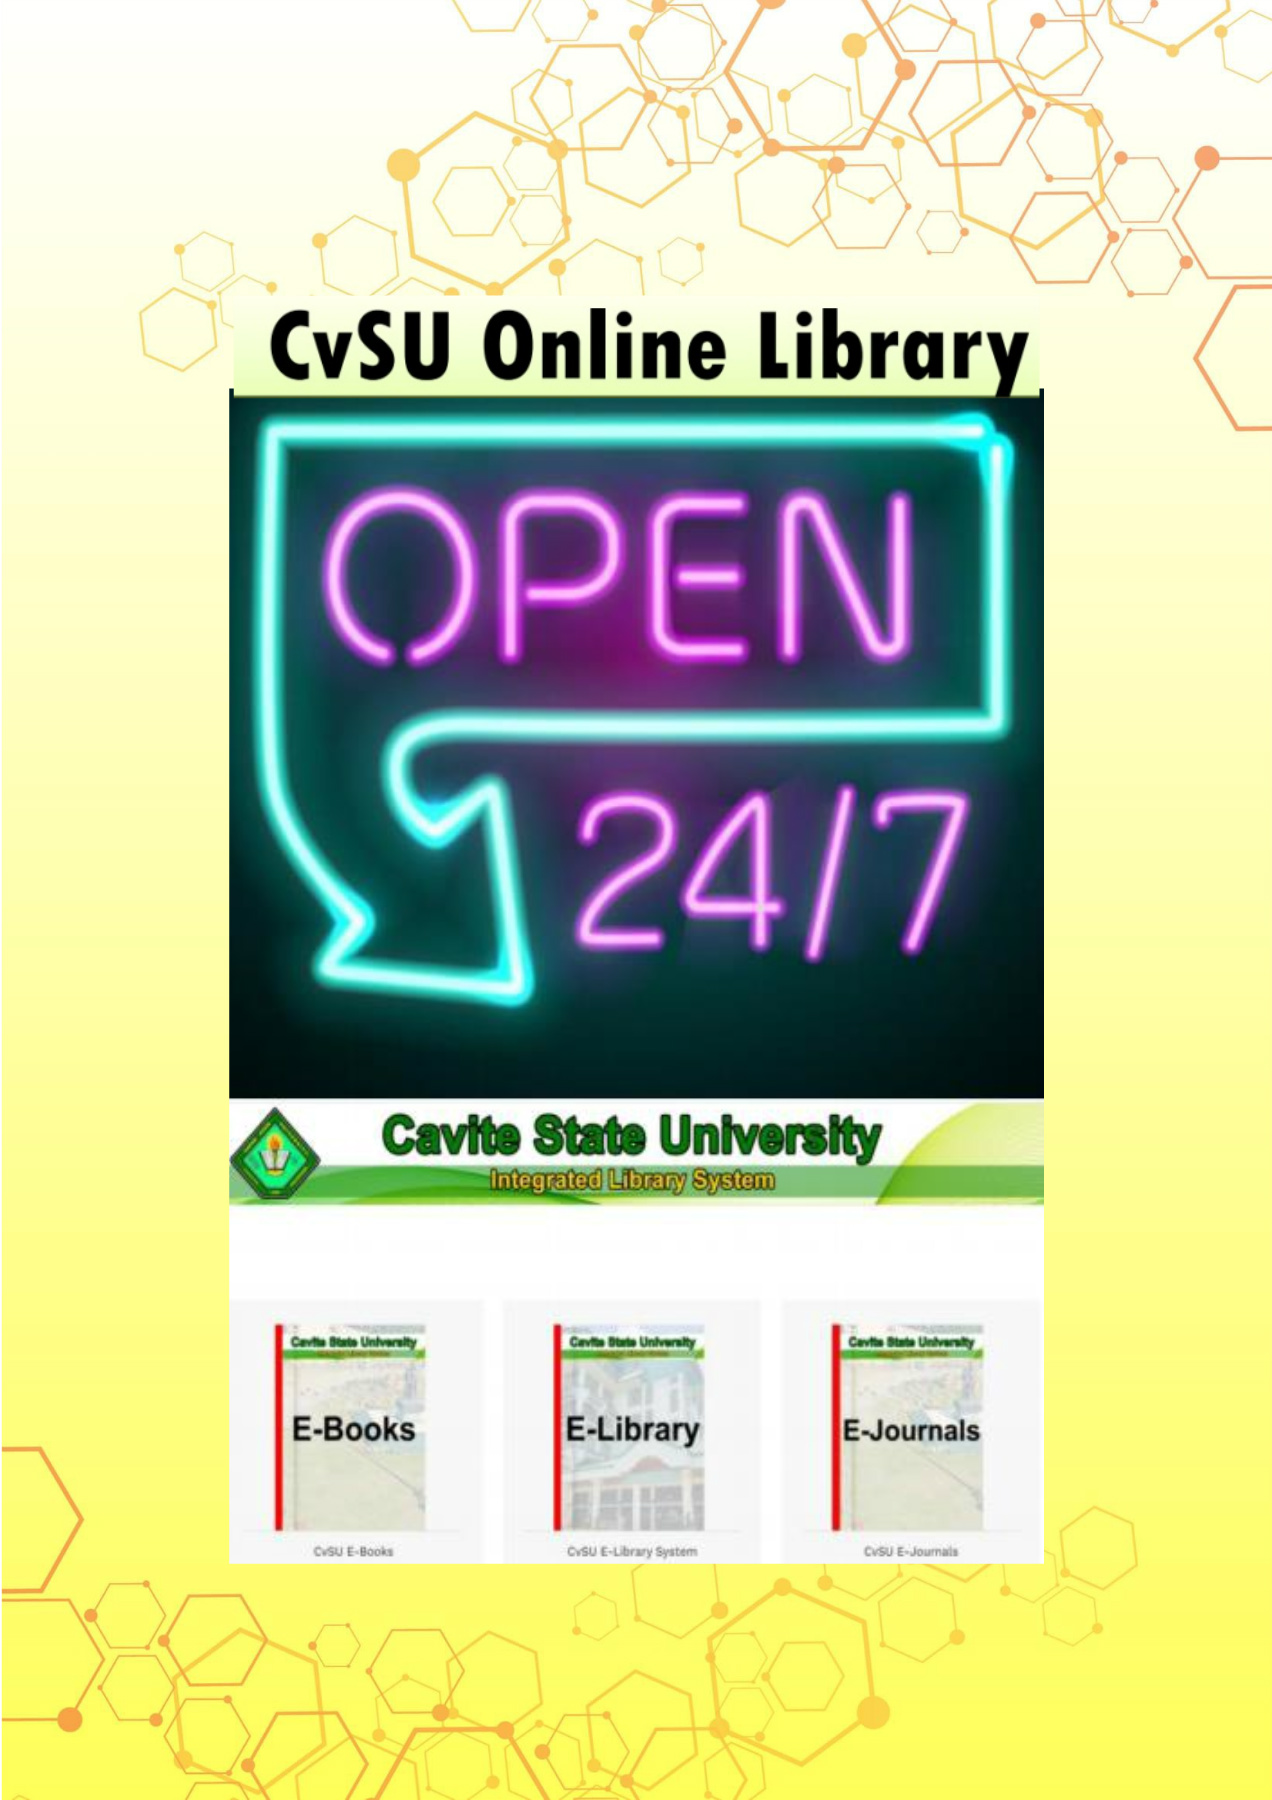 CvSU Online Library
OPEN
24/7
Cavite State University
Integrated Library System
Cavite State University
E-Books
CvSU E-Books
Cavite State University
E-Library
CvSU E-Library System
Cavite State University
E-Journals
CvSU E-Journals